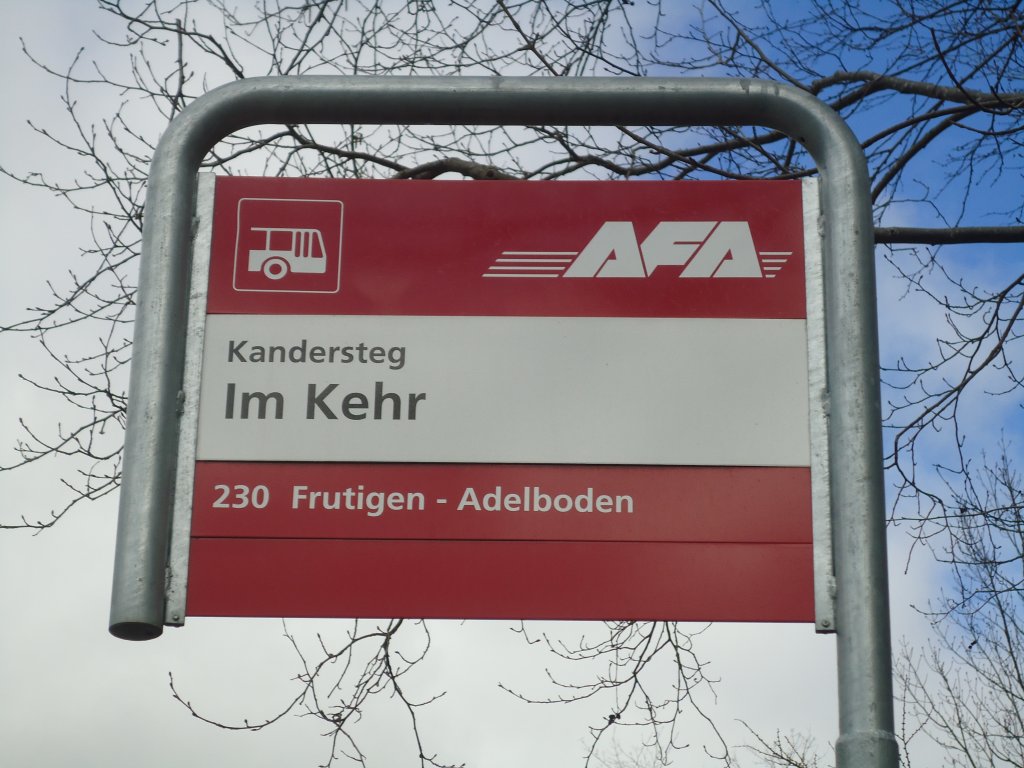 AFA
Kandersteg
Im Kehr
230 Frutigen - Adelboden